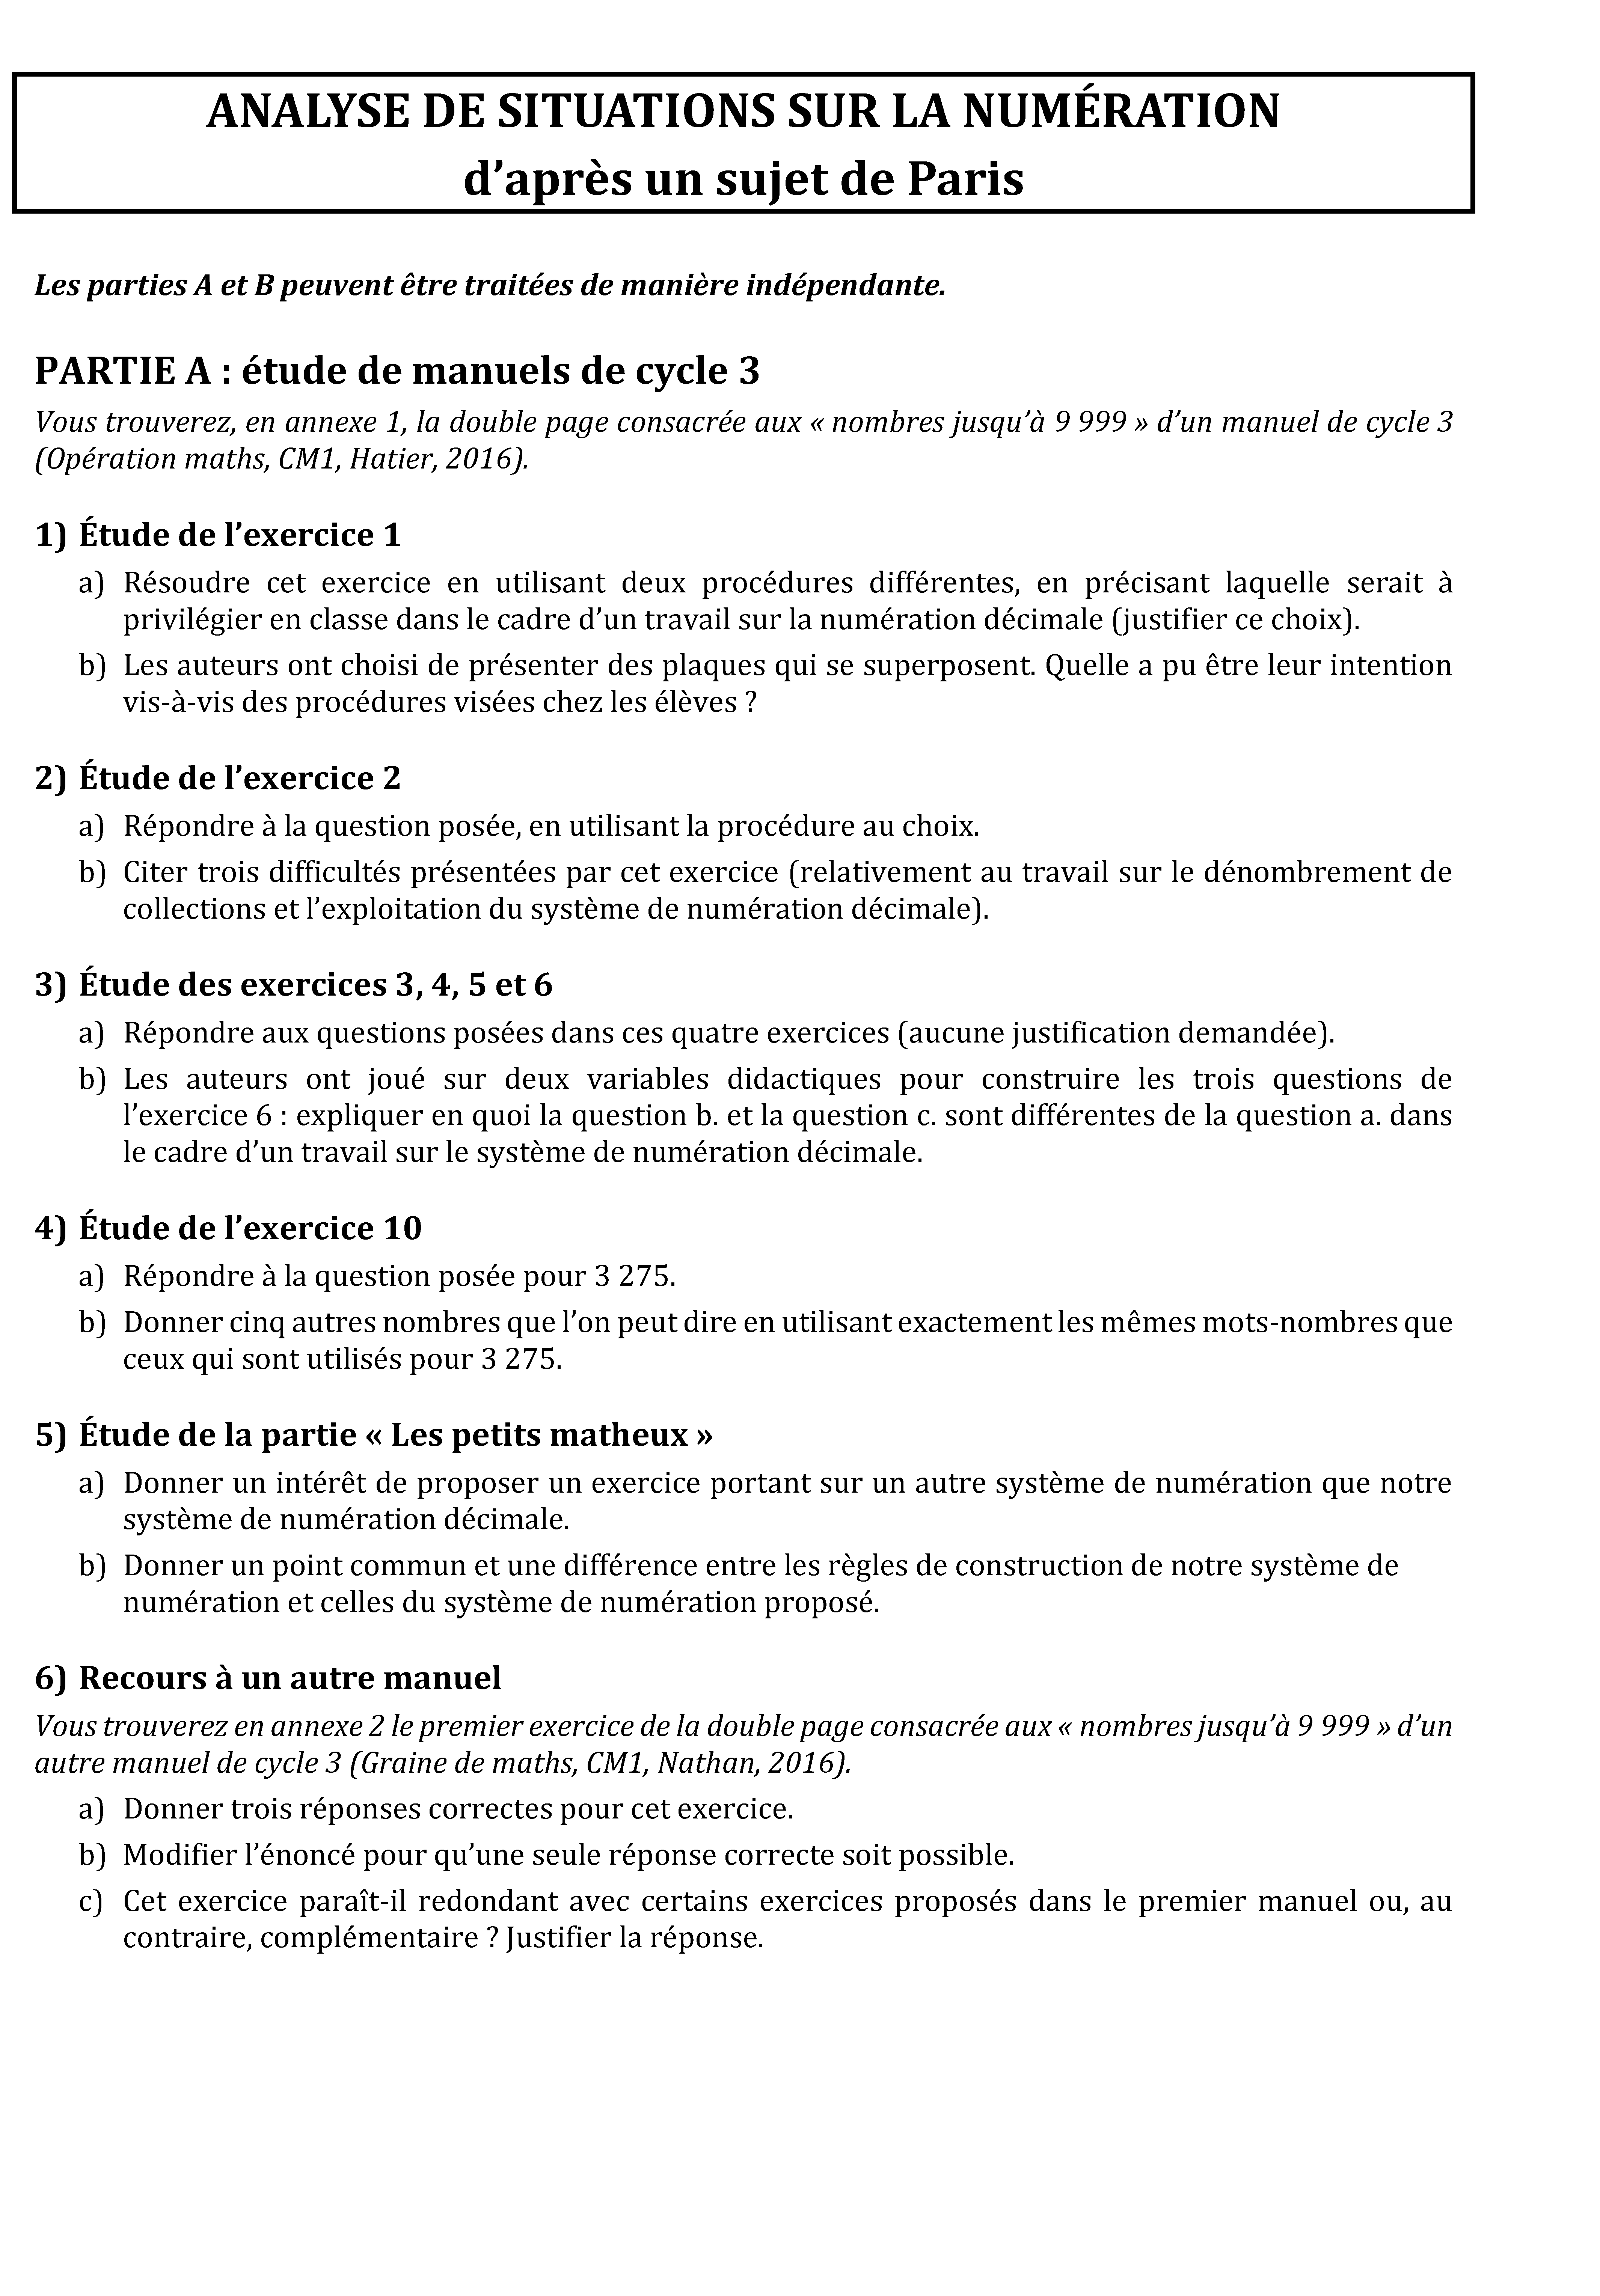 ANALYSE DE SITUATIONS SUR LA NUMÉRATION
d’après un sujet de Paris
Les parties A et B peuvent être traitées de manière indépendante.
PARTIE A : étude de manuels de cycle 3
Vous trouverez, en annexe 1, la double page consacrée aux « nombres jusqu’à 9 999 » d’un manuel de cycle 3
(Opération maths, CM1, Hatier, 2016).
1) Étude de l’exercice 1
a) Résoudre cet exercice en utilisant deux procédures différentes, en précisant laquelle serait à
privilégier en classe dans le cadre d’un travail sur la numération décimale (justifier ce choix).
b) Les auteurs ont choisi de présenter des plaques qui se superposent. Quelle a pu être leur intention
vis-à-vis des procédures visées chez les élèves ?
2) Étude de l’exercice 2
a) Répondre à la question posée, en utilisant la procédure au choix.
b) Citer trois difficultés présentées par cet exercice (relativement au travail sur le dénombrement de
collections et l’exploitation du système de numération décimale).
3) Étude des exercices 3, 4, 5 et 6
a) Répondre aux questions posées dans ces quatre exercices (aucune justification demandée).
b) Les auteurs ont joué sur deux variables didactiques pour construire les trois questions de
l’exercice 6 : expliquer en quoi la question b. et la question c. sont différentes de la question a. dans
le cadre d’un travail sur le système de numération décimale.
4) Étude de l’exercice 10
a) Répondre à la question posée pour 3 275.
b) Donner cinq autres nombres que l’on peut dire en utilisant exactement les mêmes mots-nombres que
ceux qui sont utilisés pour 3 275.
5) Étude de la partie « Les petits matheux »
a) Donner un intérêt de proposer un exercice portant sur un autre système de numération que notre
système de numération décimale.
b) Donner un point commun et une différence entre les règles de construction de notre système de
numération et celles du système de numération proposé.
6) Recours à un autre manuel
Vous trouverez en annexe 2 le premier exercice de la double page consacrée aux « nombres jusqu’à 9 999 » d’un
autre manuel de cycle 3 (Graine de maths, CM1, Nathan, 2016).
a) Donner trois réponses correctes pour cet exercice.
b) Modifier l’énoncé pour qu’une seule réponse correcte soit possible.
c) Cet exercice paraît-il redondant avec certains exercices proposés dans le premier manuel ou, au
contraire, complémentaire ? Justifier la réponse.